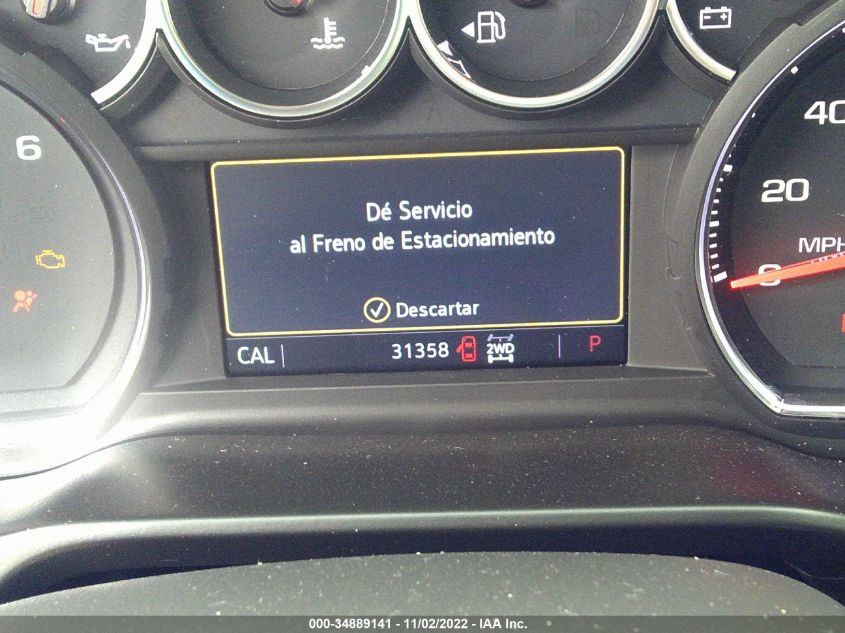 6
40
20
MPH
0
Dé Servicio
al Freno de Estacionamiento
Descartar
CAL
31358
2WD
P
000-34889141 - 11/02/2022 - IAA Inc.